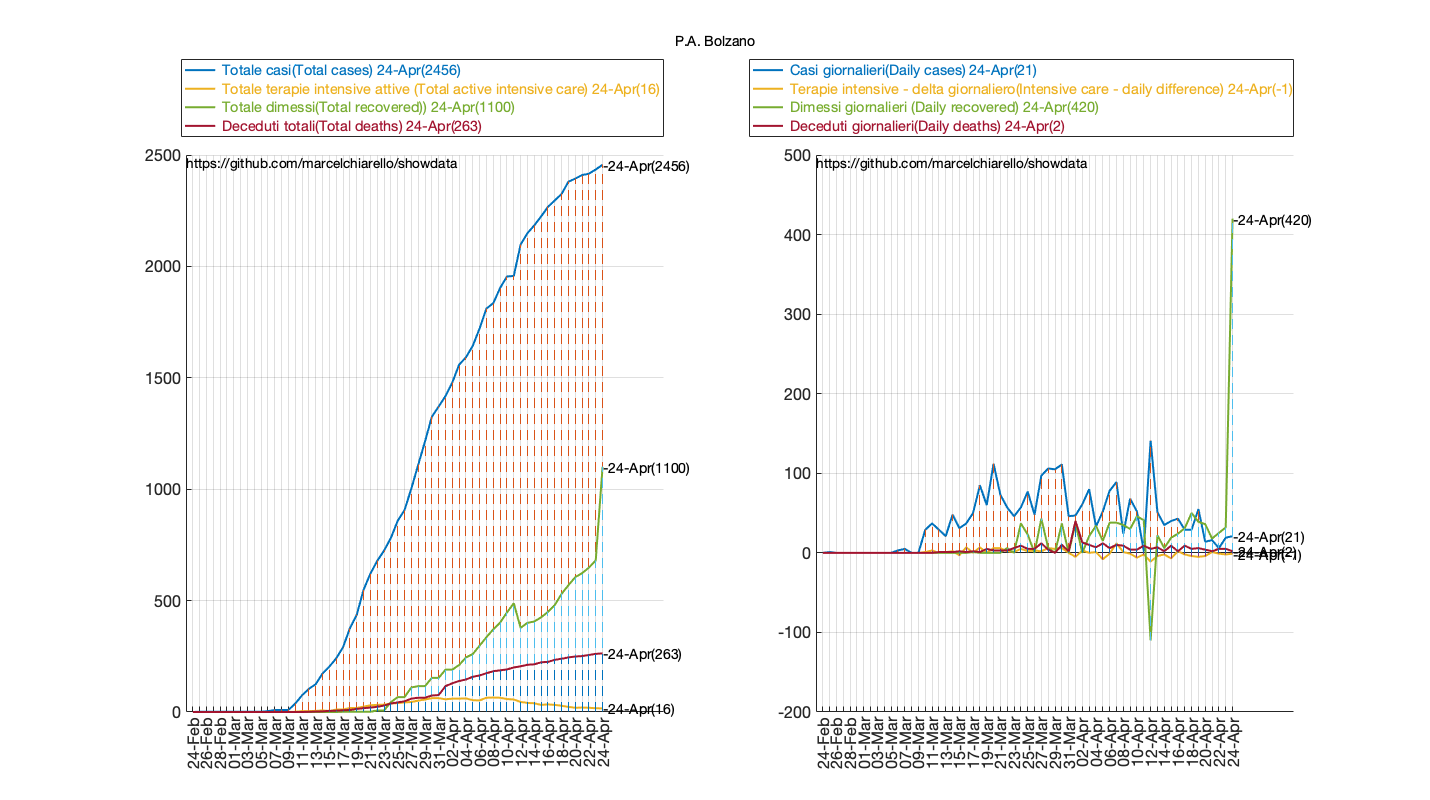 P.A. Bolzano
Totale casi(Total cases) 24-Apr(2456)
Totale terapie intensive attive (Total active intensive care) 24-Apr(16)
Totale dimessi(Total recovered)) 24-Apr(1100)
Deceduti totali(Total deaths) 24-Apr(263)
2500
https://github.com/marcelchiarello/showdata
24-Apr(2456)
2000
1500
24-Apr(1100)
1000
500
24-Apr(263)
24-Apr(16)
0
24-Feb
26-Feb
28-Feb
01-Mar
03-Mar
05-Mar
07-Mar
09-Mar
11-Mar
13-Mar
15-Mar
17-Mar
19-Mar
21-Mar
23-Mar
25-Mar
27-Mar
29-Mar
31-Mar
02-Apr
04-Apr
06-Apr
08-Apr
10-Apr
12-Apr
14-Apr
16-Apr
18-Apr
20-Apr
22-Apr
24-Apr
Casi giornalieri(Daily cases) 24-Apr(21)
Terapie intensive - delta giornaliero(Intensive care - daily difference) 24-Apr(-1)
Dimessi giornalieri (Daily recovered) 24-Apr(420)
Deceduti giornalieri(Daily deaths) 24-Apr(2)
500
https://github.com/marcelchiarello/showdata
24-Apr(420)
400
300
200
100
24-Apr(21)
24-Apr(2)
24-Apr(-1)
0
-100
-200
24-Feb
26-Feb
28-Feb
01-Mar
03-Mar
05-Mar
07-Mar
09-Mar
11-Mar
13-Mar
15-Mar
17-Mar
19-Mar
21-Mar
23-Mar
25-Mar
27-Mar
29-Mar
31-Mar
02-Apr
04-Apr
06-Apr
08-Apr
10-Apr
12-Apr
14-Apr
16-Apr
18-Apr
20-Apr
22-Apr
24-Apr